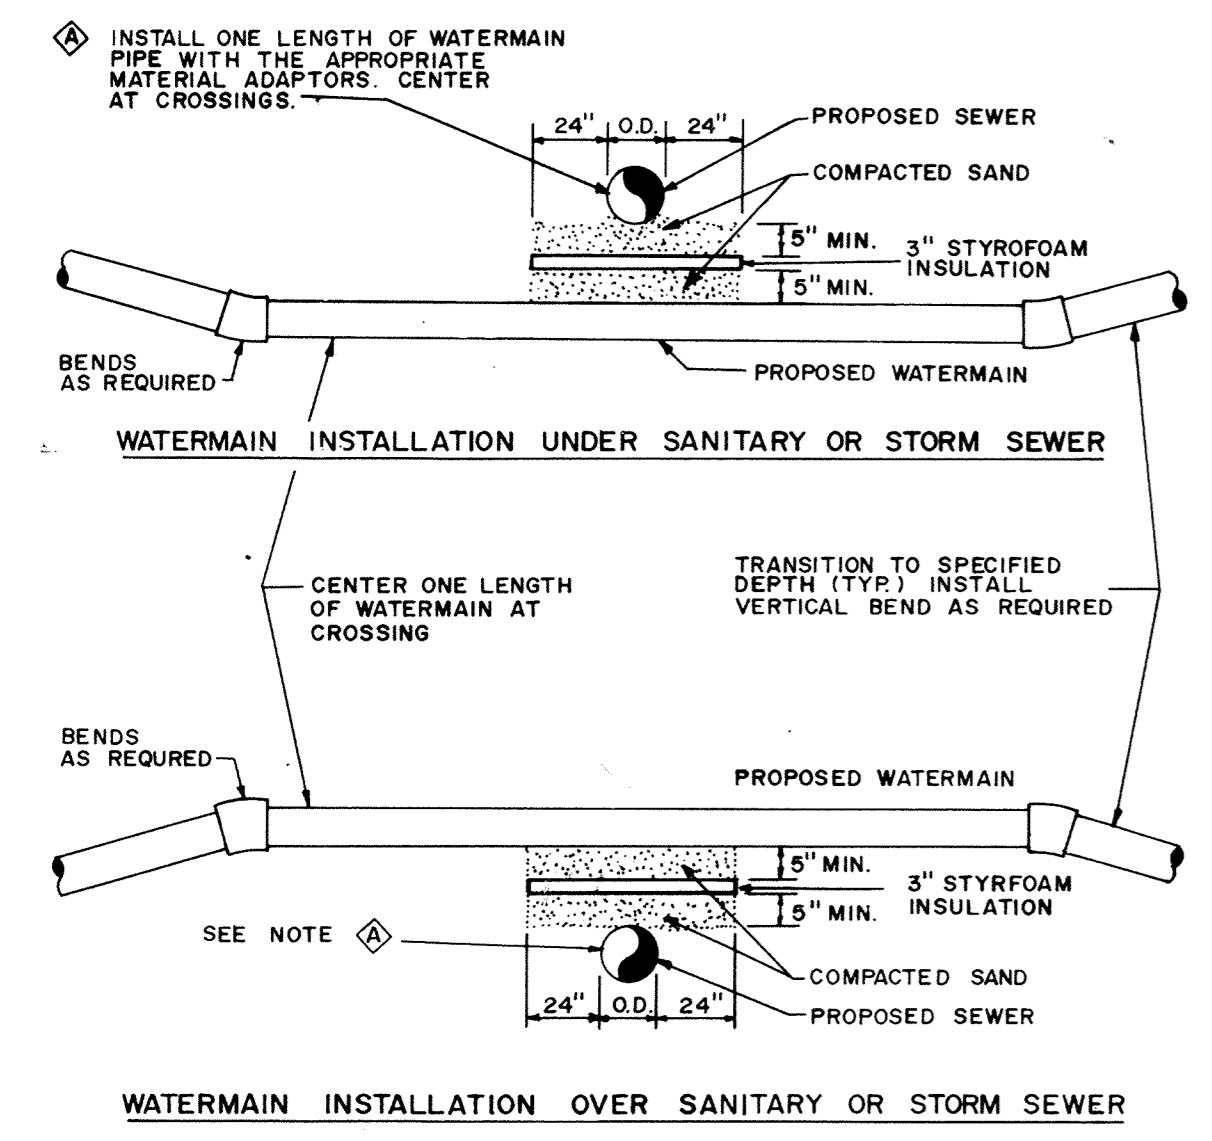 A
INSTALL ONE LENGTH OF WATERMAIN
PIPE WITH THE APPROPRIATE
MATERIAL ADAPTORS. CENTER
AT CROSSINGS.
24" O.D. 24"
PROPOSED SEWER
COMPACTED SAND
5" MIN.
3" STYROFOAM
INSULATION
5" MIN.
BENDS
AS REQUIRED
PROPOSED WATERMAIN
WATERMAIN INSTALLATION UNDER SANITARY OR STORM SEWER
CENTER ONE LENGTH
OF WATERMAIN AT
CROSSING
TRANSITION TO SPECIFIED
DEPTH (TYP.) INSTALL
VERTICAL BEND AS REQUIRED
BENDS
AS REQURED
PROPOSED WATERMAIN
5" MIN.
3" STYRFOAM
INSULATION
5" MIN.
SEE NOTE A
COMPACTED SAND
24" O.D. 24"
PROPOSED SEWER
WATERMAIN INSTALLATION OVER SANITARY OR STORM SEWER